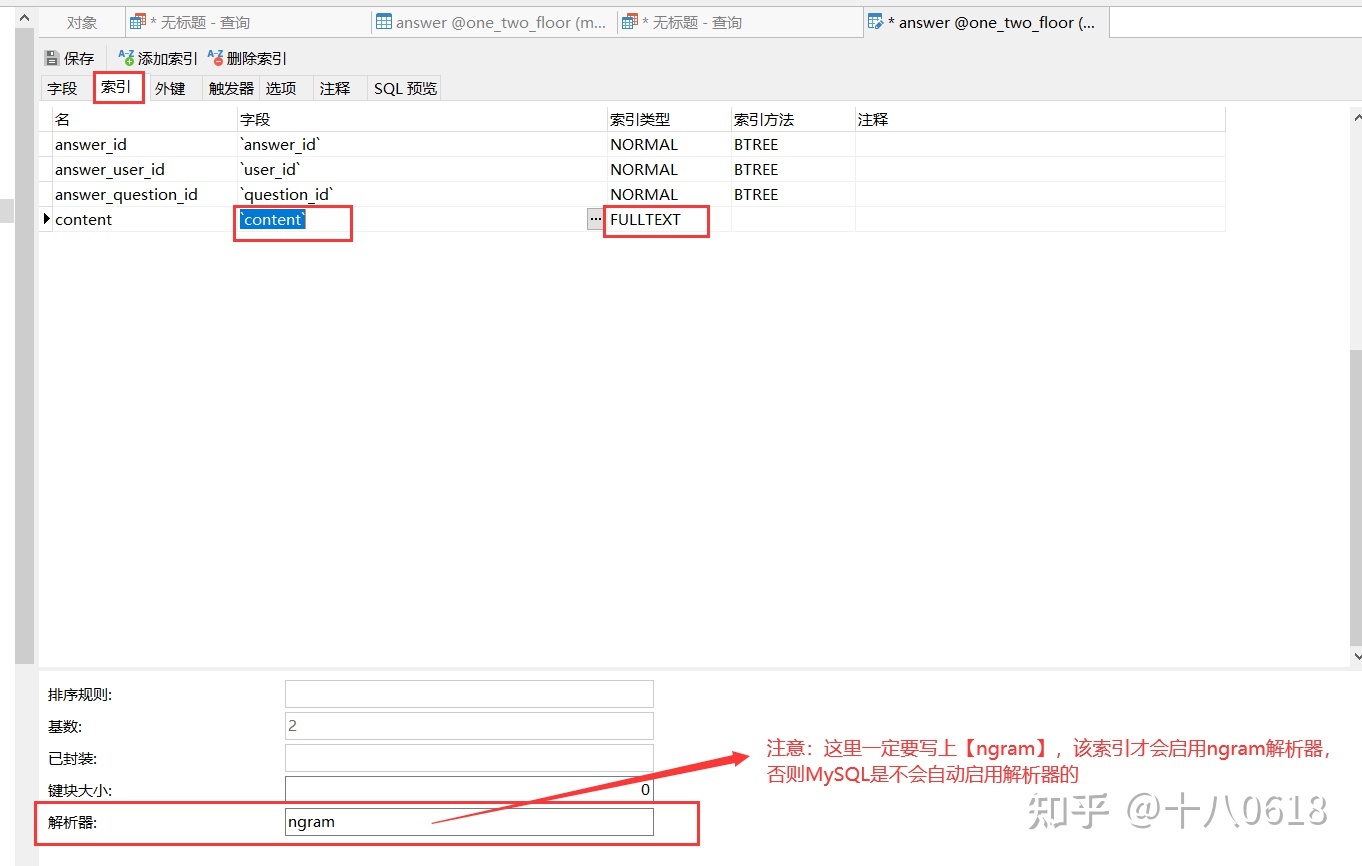 对象 * 无标题 - 查询 answer @one_two_floor (m... * 无标题 - 查询 * answer @one_two_floor (...
保存 添加索引 删除索引
字段 索引 外键 触发器 选项 注释 SQL 预览
名 字段 索引类型 索引方法 注释
answer_id `answer_id` NORMAL BTREE
answer_user_id `user_id` NORMAL BTREE
answer_question_id `question_id` NORMAL BTREE
content `content` ... FULLTEXT
排序规则:
基数: 2
已封装:
键块大小: 0
解析器: ngram
注意：这里一定要写上【ngram】，该索引才会启用ngram解析器，
否则MySQL是不会自动启用解析器的
知乎 @十八0618